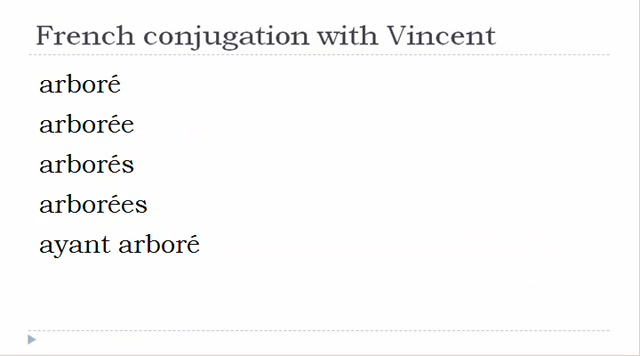 French conjugation with Vincent
arboré
arborée
arborés
arborées
ayant arboré